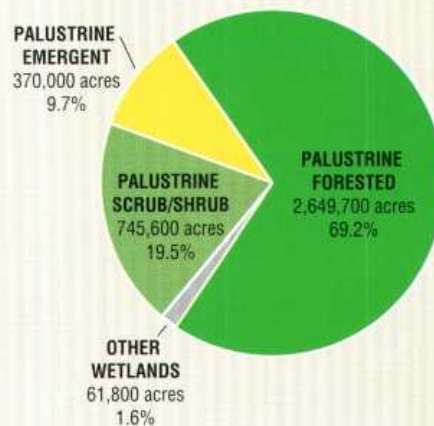 PALUSTRINE
EMERGENT
370,000 acres
9.7%
PALUSTRINE
FORESTED
2,649,700 acres
69.2%
PALUSTRINE
SCRUB/SHRUB
745,600 acres
19.5%
OTHER
WETLANDS
61,800 acres
1.6%